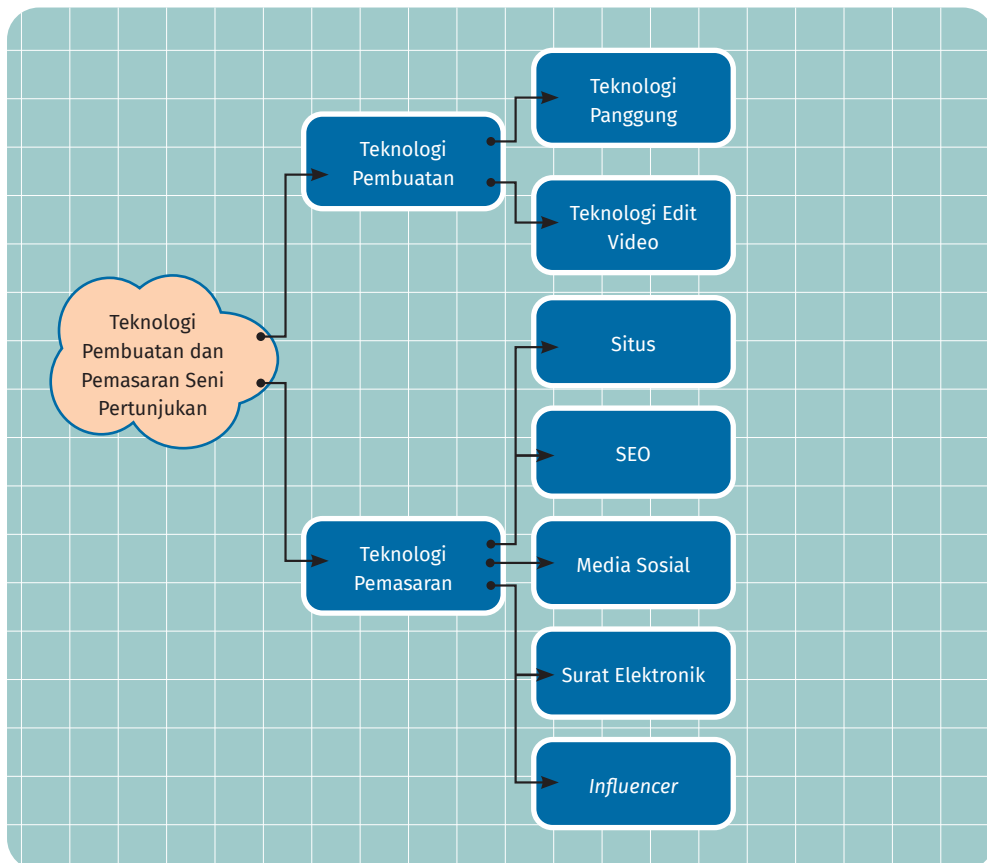 Teknologi
Pembuatan dan
Pemasaran Seni
Pertunjukan
Teknologi
Pembuatan
Teknologi
Panggung
Teknologi Edit
Video
Teknologi
Pemasaran
Situs
SEO
Media Sosial
Surat Elektronik
Influencer